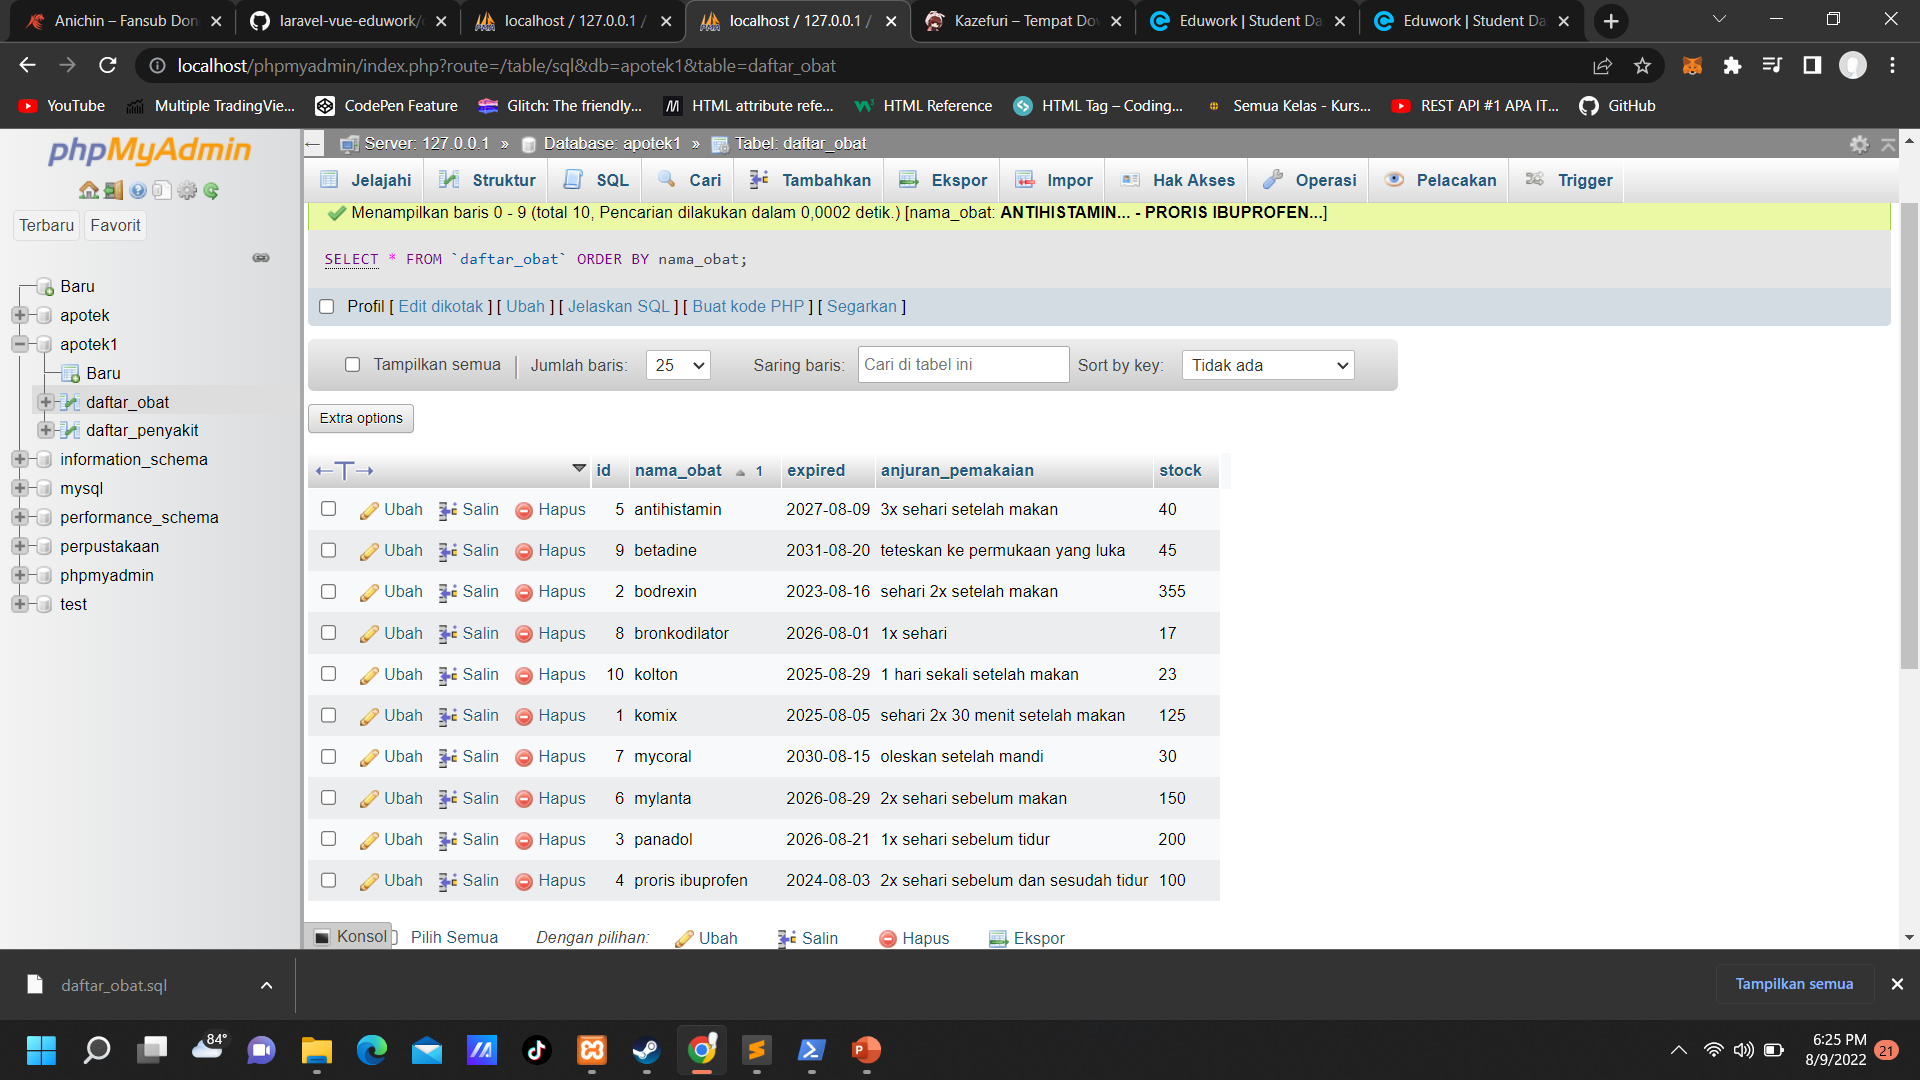 Anichin – Fansub Don
laravel-vue-eduwork/
localhost / 127.0.0.1 /
localhost / 127.0.0.1 /
Kazefuri – Tempat Do
Eduwork | Student Da
Eduwork | Student Da
localhost/phpmyadmin/index.php?route=/table/sql&db=apotek1&table=daftar_obat
YouTube
Multiple TradingVie...
CodePen Feature
Glitch: The friendly...
HTML attribute refe...
HTML Reference
HTML Tag – Coding...
Semua Kelas - Kurs...
REST API #1 APA IT...
GitHub
phpMyAdmin
Terbaru Favorit
Baru
apotek
apotek1
Baru
daftar_obat
daftar_penyakit
information_schema
mysql
performance_schema
perpustakaan
phpmyadmin
test
Server: 127.0.0.1 » Database: apotek1 » Tabel: daftar_obat
Jelajahi Struktur SQL Cari Tambahkan Ekspor Impor Hak Akses Operasi Pelacakan Trigger
Menampilkan baris 0 - 9 (total 10, Pencarian dilakukan dalam 0,0002 detik.) [nama_obat: ANTIHISTAMIN... - PRORIS IBUPROFEN...]
SELECT * FROM `daftar_obat` ORDER BY nama_obat;
Profil [ Edit dikotak ] [ Ubah ] [ Jelaskan SQL ] [ Buat kode PHP ] [ Segarkan ]
Tampilkan semua Jumlah baris: 25 Saring baris: Cari di tabel ini Sort by key: Tidak ada
Extra options
←T→ id nama_obat 1 expired anjuran_pemakaian stock
Ubah Salin Hapus 5 antihistamin 2027-08-09 3x sehari setelah makan 40
Ubah Salin Hapus 9 betadine 2031-08-20 teteskan ke permukaan yang luka 45
Ubah Salin Hapus 2 bodrexin 2023-08-16 sehari 2x setelah makan 355
Ubah Salin Hapus 8 bronkodilator 2026-08-01 1x sehari 17
Ubah Salin Hapus 10 kolton 2025-08-29 1 hari sekali setelah makan 23
Ubah Salin Hapus 1 komix 2025-08-05 sehari 2x 30 menit setelah makan 125
Ubah Salin Hapus 7 mycoral 2030-08-15 oleskan setelah mandi 30
Ubah Salin Hapus 6 mylanta 2026-08-29 2x sehari sebelum makan 150
Ubah Salin Hapus 3 panadol 2026-08-21 1x sehari sebelum tidur 200
Ubah Salin Hapus 4 proris ibuprofen 2024-08-03 2x sehari sebelum dan sesudah tidur 100
Konsol Pilih Semua Dengan pilihan: Ubah Salin Hapus Ekspor
daftar_obat.sql
Tampilkan semua
84°
6:25 PM
8/9/2022
21